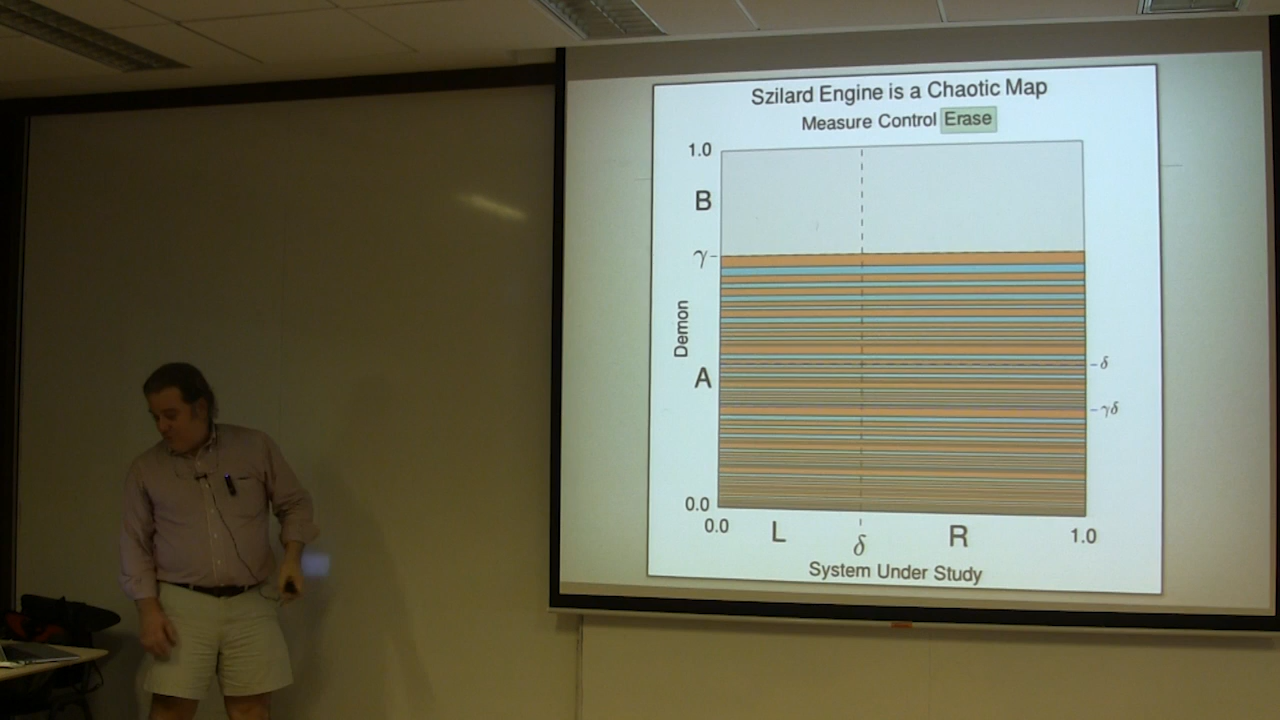 Szilard Engine is a Chaotic Map
Measure Control Erase
1.0
B
γ
Demon
A
δ
γδ
0.0
0.0
L
δ
R
1.0
System Under Study